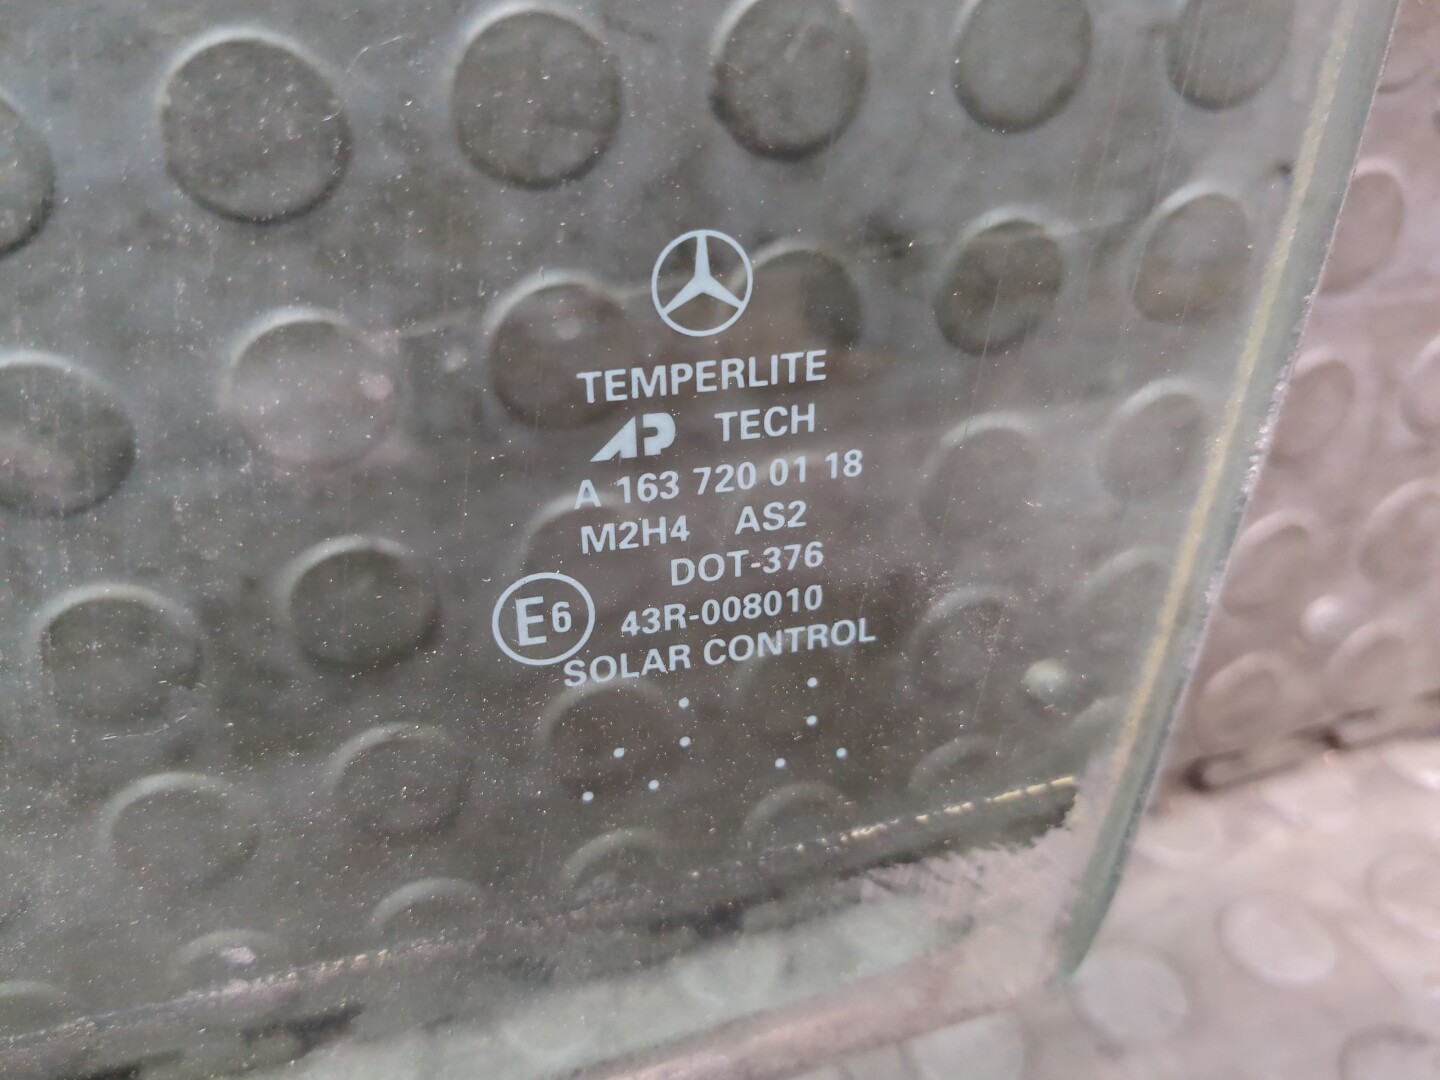 TEMPERLITE
AP TECH
A 163 720 01 18
M2H4 AS2
DOT-376
E6 43R-008010
SOLAR CONTROL